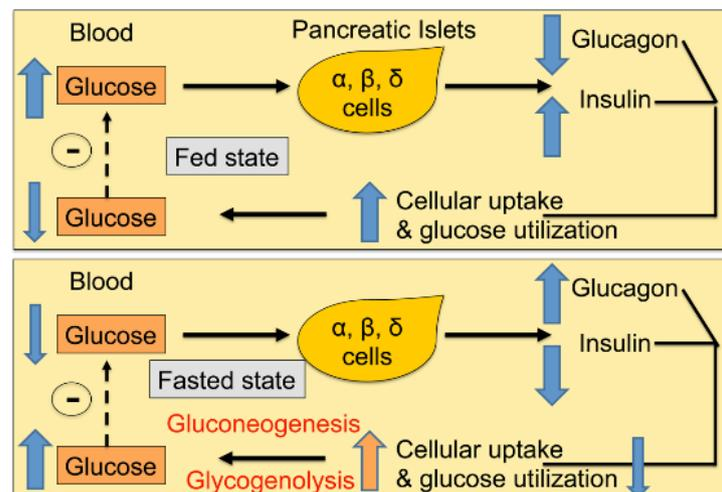 Blood
Pancreatic Islets
Glucose
α, β, δ
cells
Glucagon
Insulin
-
Fed state
Glucose
Cellular uptake
& glucose utilization
Blood
Glucose
α, β, δ
cells
Glucagon
Insulin
-
Fasted state
Gluconeogenesis
Glucose
Glycogenolysis
Cellular uptake
& glucose utilization